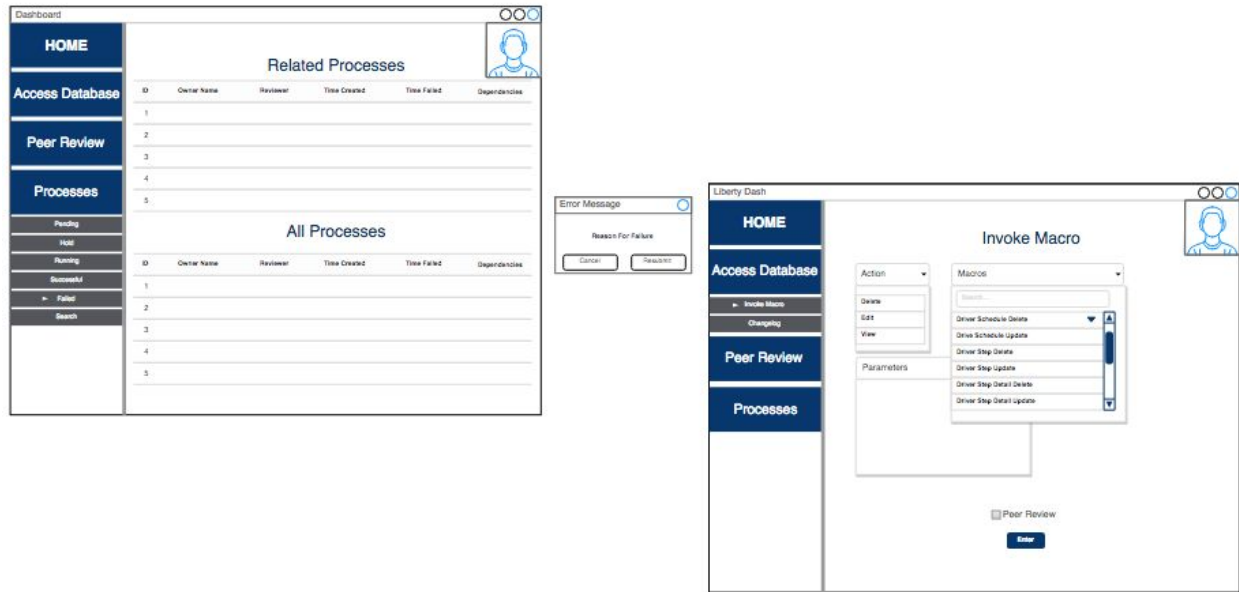 Dashboard
HOME
Access Database
Peer Review
Processes
Pending
Hold
Running
Successful
► Failed
Search
Related Processes
ID Owner Name Reviewer Time Created Time Failed Dependencies
1
2
3
4
5
All Processes
ID Owner Name Reviewer Time Created Time Failed Dependencies
1
2
3
4
5
Error Message
Reason For Failure
Cancel Resubmit
Liberty Dash
HOME
Access Database
► Invoke Macro
Changelog
Peer Review
Processes
Invoke Macro
Action
Delete
Edit
View
Macros
Search...
Driver Schedule Delete
Drive Schedule Update
Driver Stop Delete
Driver Stop Update
Driver Stop Detail Delete
Driver Stop Detail Update
Parameters
Peer Review
Enter